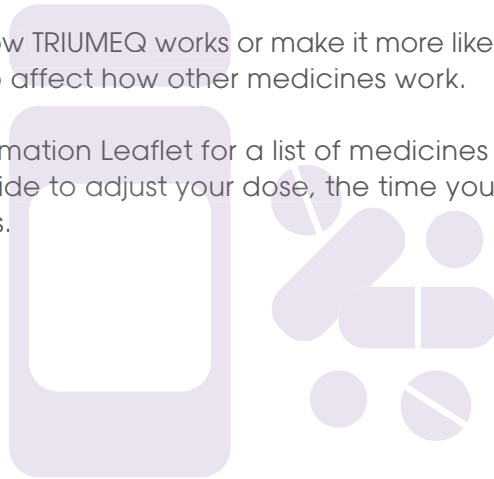 ow TRIUMEQ works or make it more like
o affect how other medicines work.
mation Leaflet for a list of medicines
ide to adjust your dose, the time you
s.